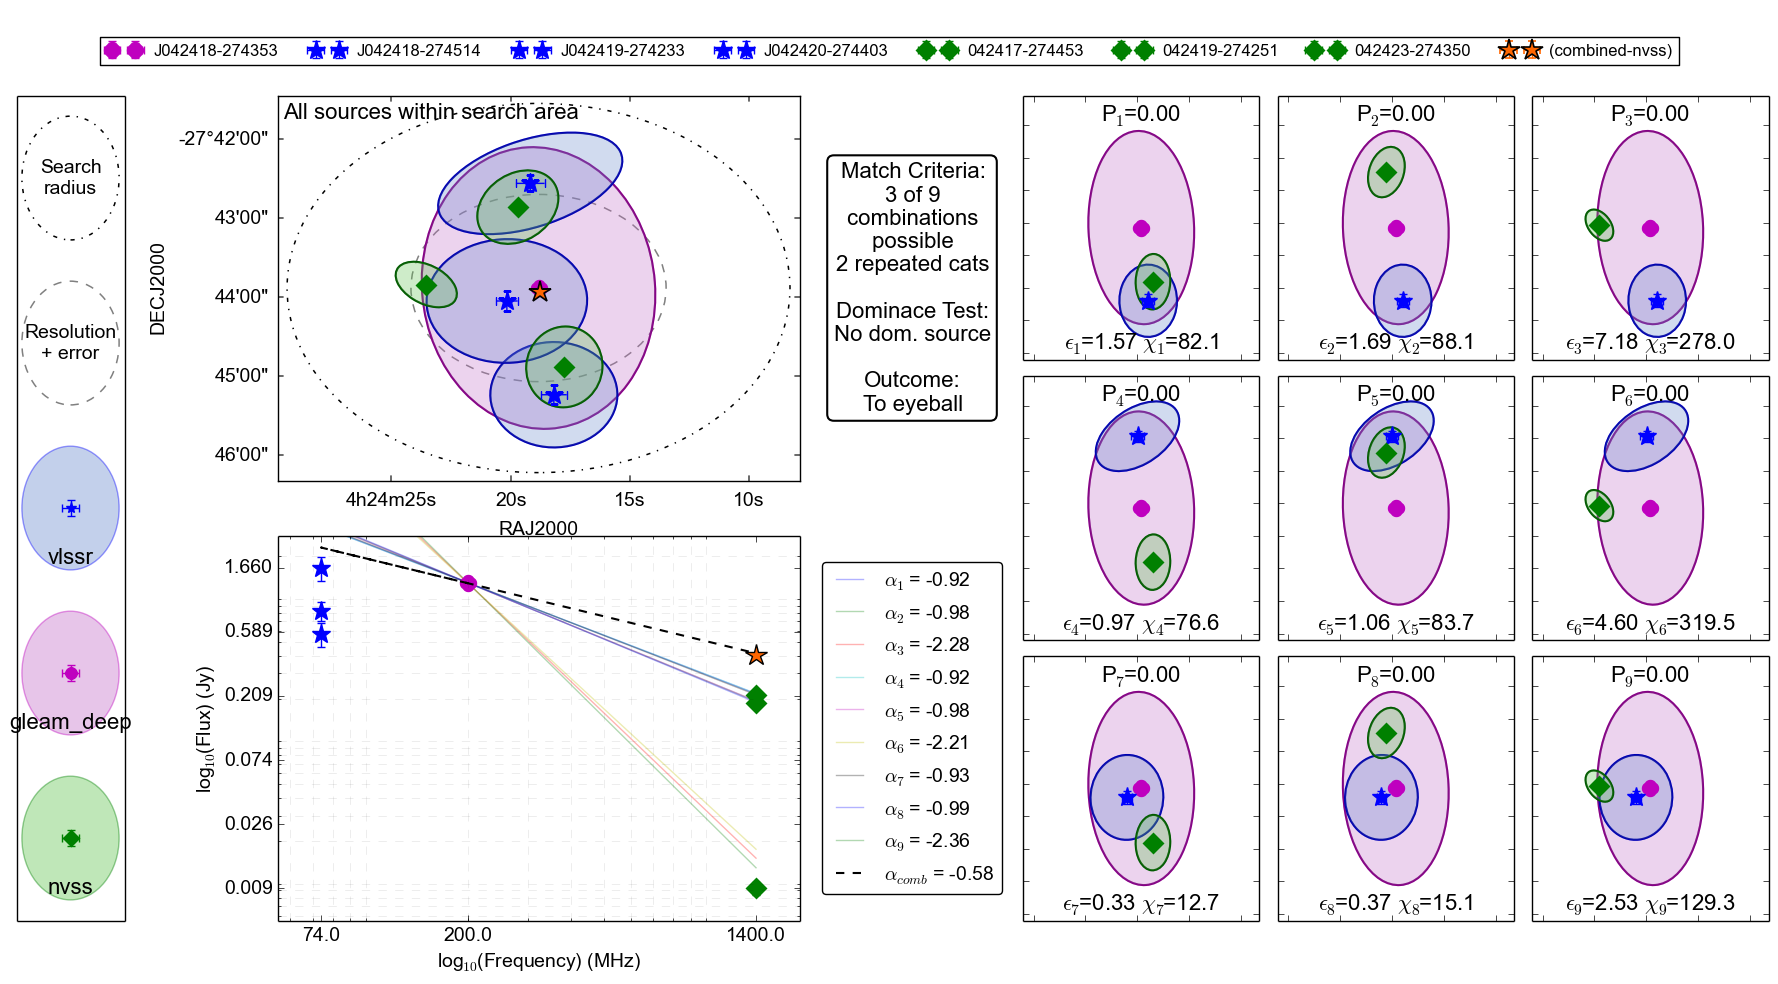 J042418-274353 J042418-274514 J042419-274233 J042420-274403 042417-274453 042419-274251 042423-274350 (combined-nvss)
Search
radius
Resolution
+ error
vlssr
gleam_deep
nvss
All sources within search area
DECJ2000
-27°42'00"
43'00"
44'00"
45'00"
46'00"
4h24m25s 20s 15s 10s
RAJ2000
Match Criteria:
3 of 9
combinations
possible
2 repeated cats
Dominace Test:
No dom. source
Outcome:
To eyeball
log₁₀(Flux) (Jy)
1.660
0.589
0.209
0.074
0.026
0.009
74.0 200.0 1400.0
log₁₀(Frequency) (MHz)
α₁ = -0.92
α₂ = -0.98
α₃ = -2.28
α₄ = -0.92
α₅ = -0.98
α₆ = -2.21
α₇ = -0.93
α₈ = -0.99
α₉ = -2.36
α_comb = -0.58
P₁=0.00
ϵ₁=1.57 χ₁=82.1
P₂=0.00
ϵ₂=1.69 χ₂=88.1
P₃=0.00
ϵ₃=7.18 χ₃=278.0
P₄=0.00
ϵ₄=0.97 χ₄=76.6
P₅=0.00
ϵ₅=1.06 χ₅=83.7
P₆=0.00
ϵ₆=4.60 χ₆=319.5
P₇=0.00
ϵ₇=0.33 χ₇=12.7
P₈=0.00
ϵ₈=0.37 χ₈=15.1
P₉=0.00
ϵ₉=2.53 χ₉=129.3